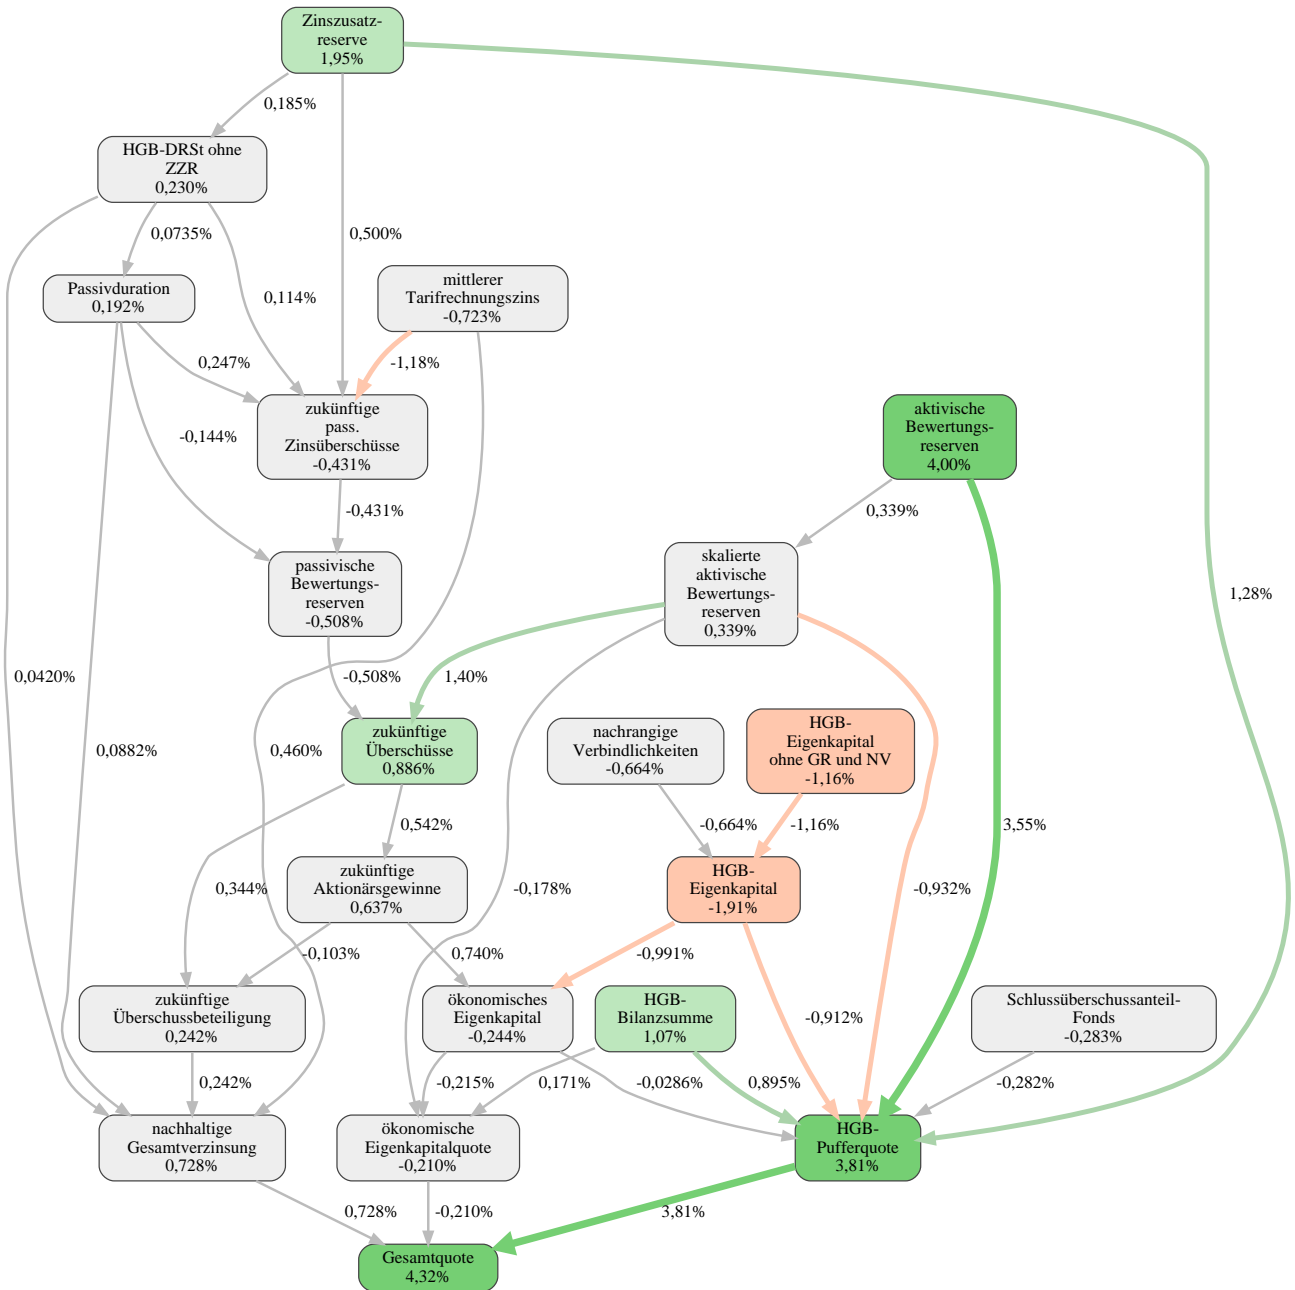 Zinszusatz-
reserve
1,95%
0,185%
HGB-DRSt ohne
ZZR
0,230%
0,0735%
0,500%
Passivduration
0,192%
mittlerer
Tarifrechnungszins
-0,723%
0,114%
0,247%
-1,18%
zukünftige
pass.
Zinsüberschüsse
-0,431%
aktivische
Bewertungs-
reserven
4,00%
-0,144%
-0,431%
0,339%
passivische
Bewertungs-
reserven
-0,508%
skalierte
aktivische
Bewertungs-
reserven
0,339%
1,28%
0,0420%
-0,508%
1,40%
zukünftige
Überschüsse
0,886%
nachrangige
Verbindlichkeiten
-0,664%
HGB-
Eigenkapital
ohne GR und NV
-1,16%
0,0882%
0,460%
0,542%
-0,664%
-1,16%
3,55%
zukünftige
Aktionärsgewinne
0,637%
HGB-
Eigenkapital
-1,91%
0,344%
-0,178%
-0,932%
-0,103%
0,740%
-0,991%
zukünftige
Überschussbeteiligung
0,242%
ökonomisches
Eigenkapital
-0,244%
HGB-
Bilanzsumme
1,07%
-0,912%
Schlussüberschussanteil-
Fonds
-0,283%
0,242%
-0,215%
0,171%
-0,0286%
0,895%
-0,282%
nachhaltige
Gesamtverzinsung
0,728%
ökonomische
Eigenkapitalquote
-0,210%
HGB-
Pufferquote
3,81%
0,728%
-0,210%
3,81%
Gesamtquote
4,32%